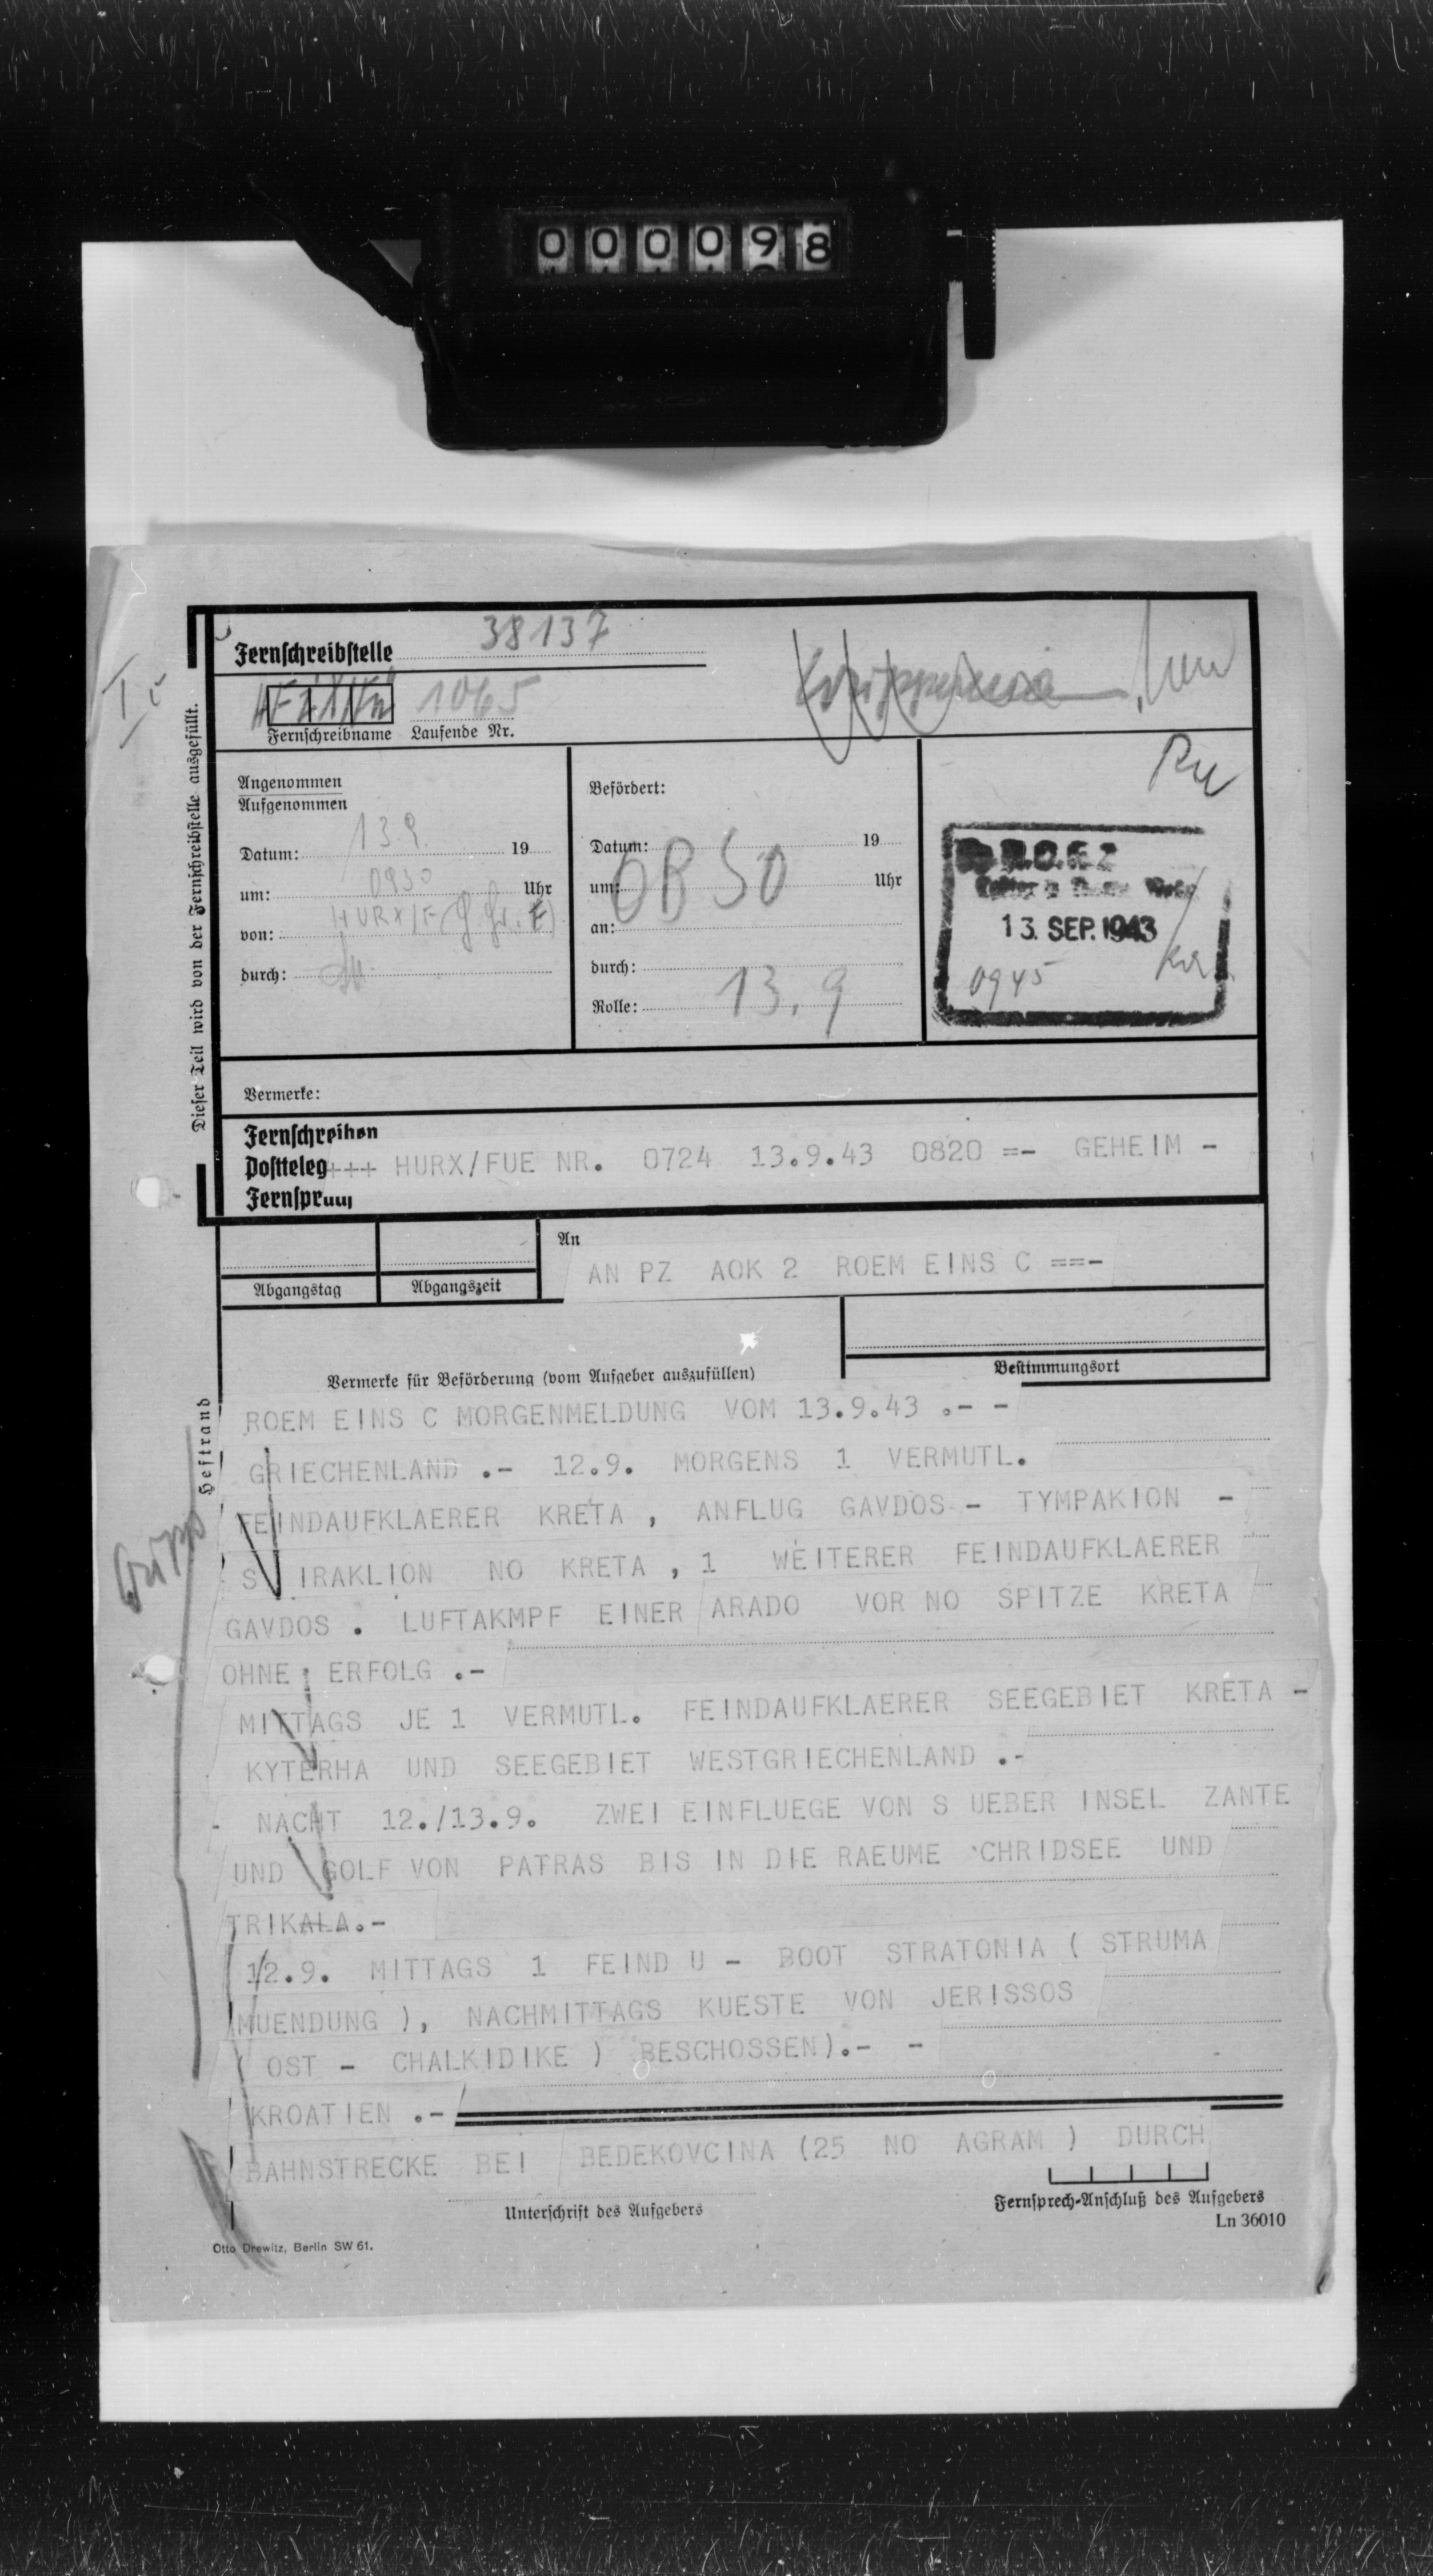 000098
Fernschreibstelle 38137
1065
Fernschreibname Laufende Nr.
Dieser Teil wird von der Fernschreibstelle ausgefüllt.
Angenommen
Aufgenommen
Datum: 13.9. 19
um: 0930 Uhr
von: HURX/F
durch:
Befördert:
Datum: 19
um: Uhr
an:
durch:
Rolle:
OB SO
13.9
13. SEP. 1943
0945
Vermerke:
Fernschreiben
Postteleg +++ HURX/FUE NR. 0724 13.9.43 0820 =- GEHEIM -
Fernspruch
Abgangstag
Abgangszeit
An
AN PZ AOK 2 ROEM EINS C ==-
Vermerke für Beförderung (vom Aufgeber auszufüllen)
Bestimmungsort
Heftrand
ROEM EINS C MORGENMELDUNG VOM 13.9.43 .- -
GRIECHENLAND .- 12.9. MORGENS 1 VERMUTL.
FEINDAUFKLAERER KRETA , ANFLUG GAVDOS - TYMPAKION -
S IRAKLION NO KRETA , 1 WEITERER FEINDAUFKLAERER
GAVDOS . LUFTAKMPF EINER ARADO VOR NO SPITZE KRETA
OHNE ERFOLG .-
MITTAGS JE 1 VERMUTL. FEINDAUFKLAERER SEEGEBIET KRETA -
KYTERHA UND SEEGEBIET WESTGRIECHENLAND .-
- NACHT 12./13.9. ZWEI EINFLUEGE VON S UEBER INSEL ZANTE
UND GOLF VON PATRAS BIS IN DIE RAEUME CHRIDSEE UND
TRIKALA.-
12.9. MITTAGS 1 FEIND U - BOOT STRATONIA ( STRUMA
MUENDUNG ), NACHMITTAGS KUESTE VON JERISSOS
( OST - CHALKIDIKE ) BESCHOSSEN).- -
KROATIEN .-
BAHNSTRECKE BEI BEDEKOVCINA (25 NO AGRAM ) DURCH
Unterschrift des Aufgebers
Fernsprech-Anschluß des Aufgebers
Ln 36010
Otto Drewitz, Berlin SW 61.